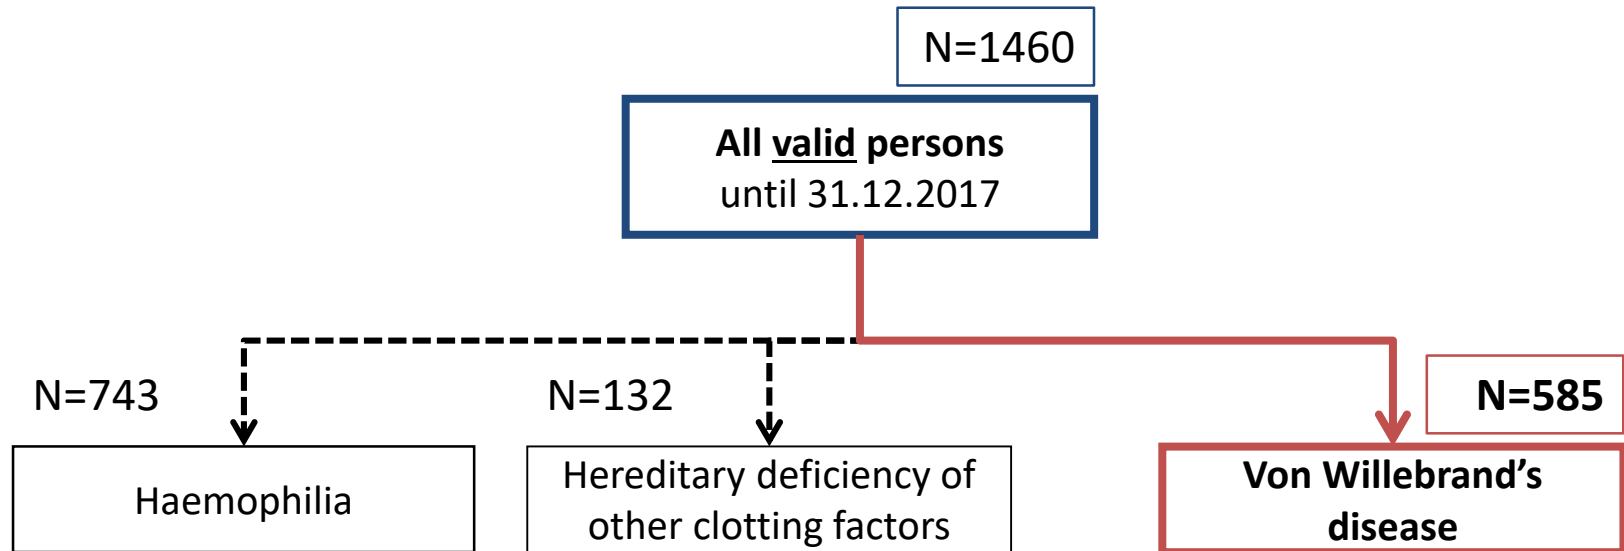 N=1460
All valid persons
until 31.12.2017
N=743
N=132
N=585
Haemophilia
Hereditary deficiency of
other clotting factors
Von Willebrand’s
disease